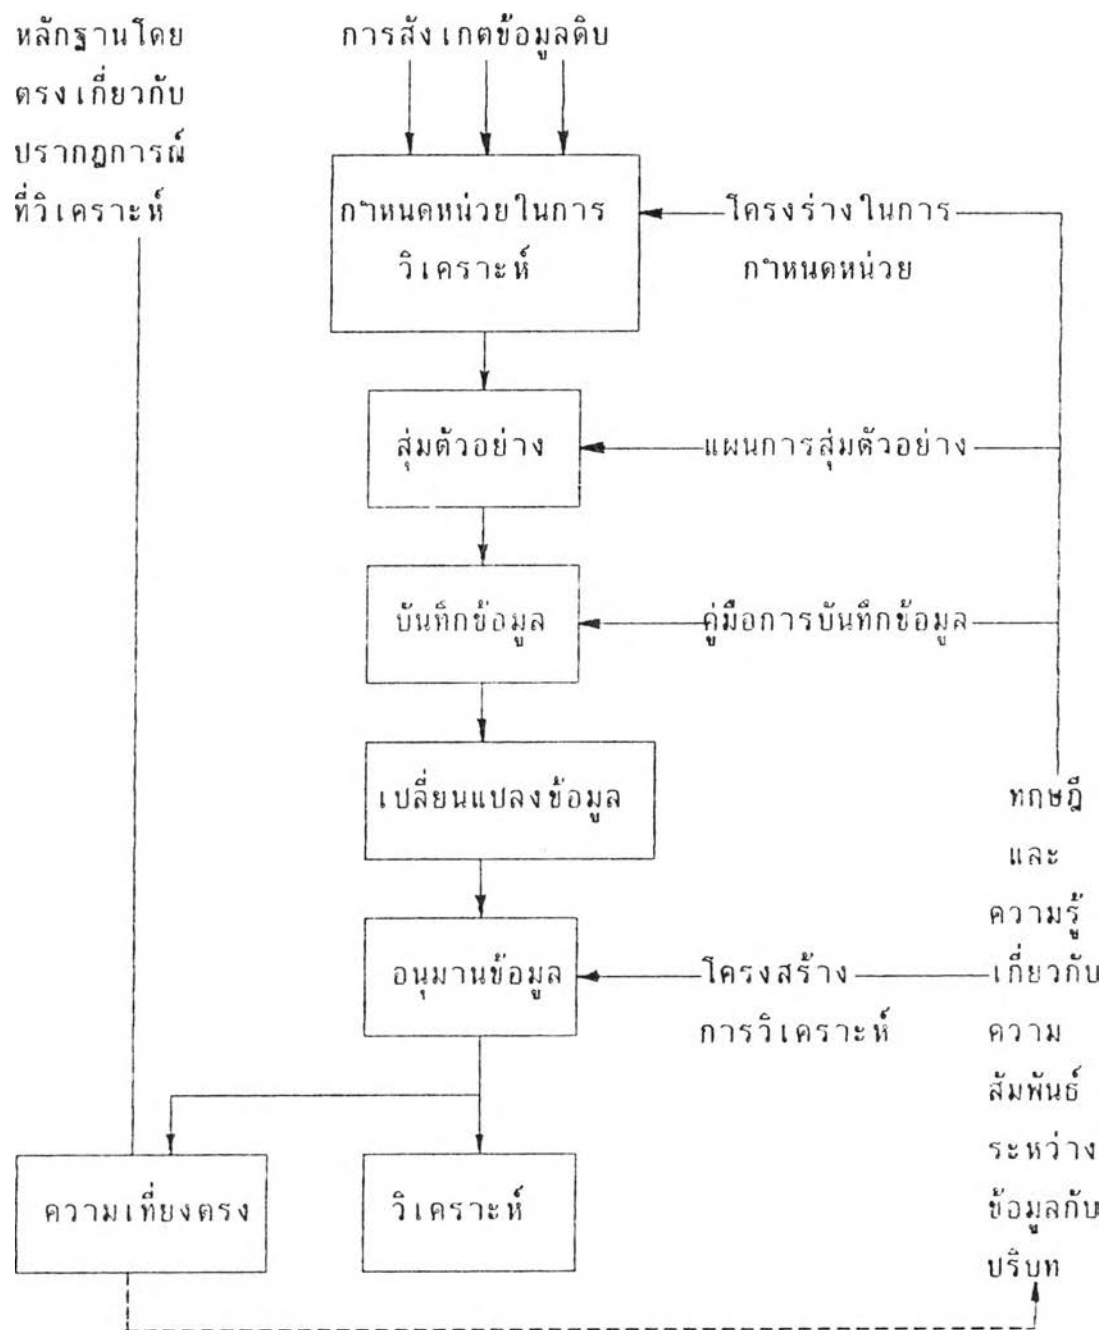 หลักฐานโดย
ตรงเกี่ยวกับ
ปรากฏการณ์
ที่วิเคราะห์
การสังเกตข้อมูลดิบ
กำหนดหน่วยในการ
วิเคราะห์
โครงร่างในการ
กำหนดหน่วย
สุ่มตัวอย่าง
แผนการสุ่มตัวอย่าง
บันทึกข้อมูล
คู่มือการบันทึกข้อมูล
เปลี่ยนแปลงข้อมูล
อนุมานข้อมูล
โครงสร้าง
การวิเคราะห์
ทฤษฎี
และ
ความรู้
เกี่ยวกับ
ความ
สัมพันธ์
ระหว่าง
ข้อมูลกับ
ปริบท
ความเที่ยงตรง
วิเคราะห์